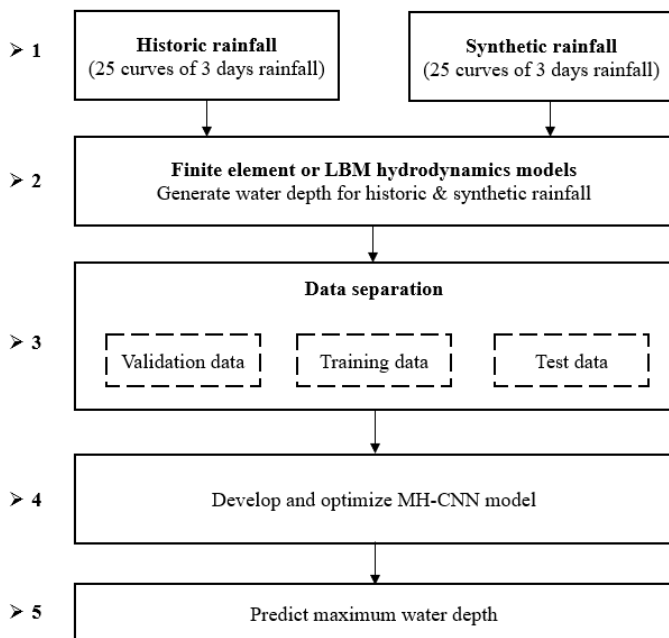 ➢ 1
Historic rainfall
(25 curves of 3 days rainfall)
Synthetic rainfall
(25 curves of 3 days rainfall)
➢ 2
Finite element or LBM hydrodynamics models
Generate water depth for historic & synthetic rainfall
➢ 3
Data separation
Validation data
Training data
Test data
➢ 4
Develop and optimize MH-CNN model
➢ 5
Predict maximum water depth